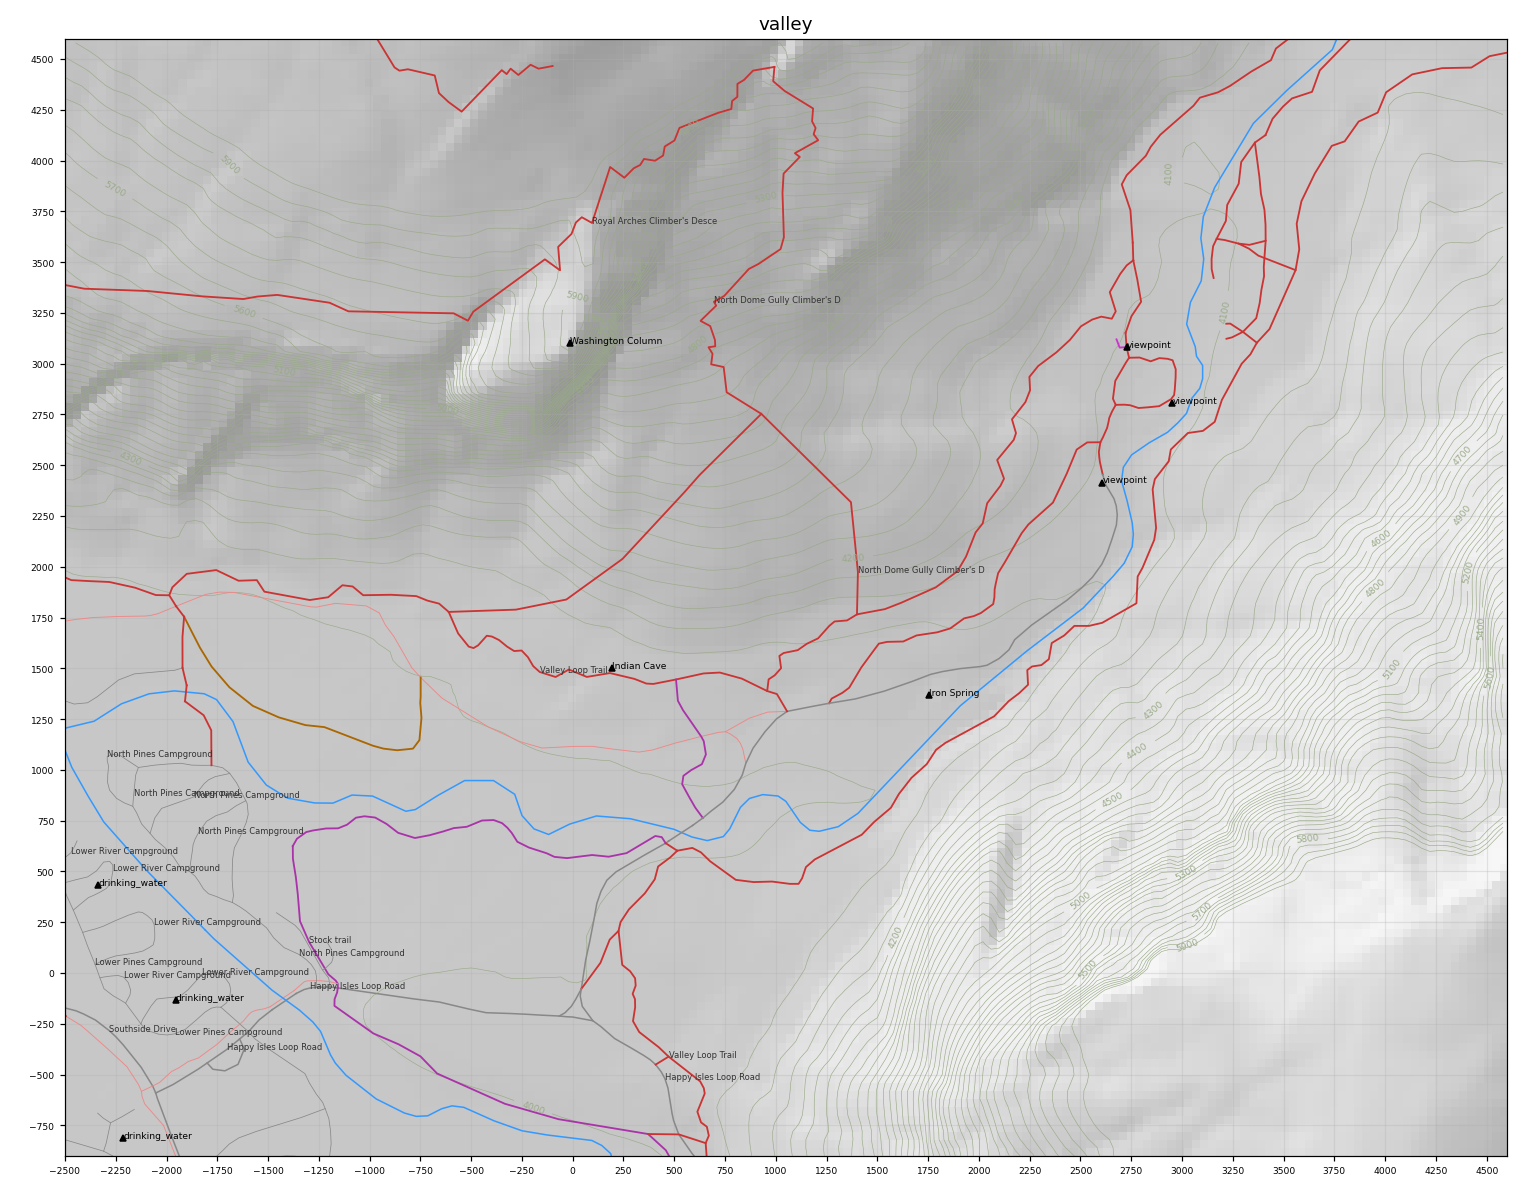 valley
4500
4250
4000
3750
3500
3250
3000
2750
2500
2250
2000
1750
1500
1250
1000
750
500
250
0
−250
−500
−750
−2500 −2250 −2000 −1750 −1500 −1250 −1000 −750 −500 −250 0 250 500 750 1000 1250 1500 1750 2000 2250 2500 2750 3000 3250 3500 3750 4000 4250 4500
5900
5700
4100
Royal Arches Climber's Desce
5900
North Dome Gully Climber's D
5600
4100
Washington Column
viewpoint
viewpoint
4700
viewpoint
4900
4600
4200
North Dome Gully Climber's D
5200
4800
5400
Indian Cave
Valley Loop Trail
5100
5600
Iron Spring
4300
4400
North Pines Campground
North Pines Campground
North Pines Campground
4500
North Pines Campground
5800
Lower River Campground
Lower River Campground
5300
drinking_water
5000
5700
Lower River Campground
4200
Stock trail
5900
North Pines Campground
Lower Pines Campground
5500
Lower River Campground
Lower River Campground
Happy Isles Loop Road
drinking_water
Southside Drive
Lower Pines Campground
Happy Isles Loop Road
Valley Loop Trail
Happy Isles Loop Road
4000
drinking_water